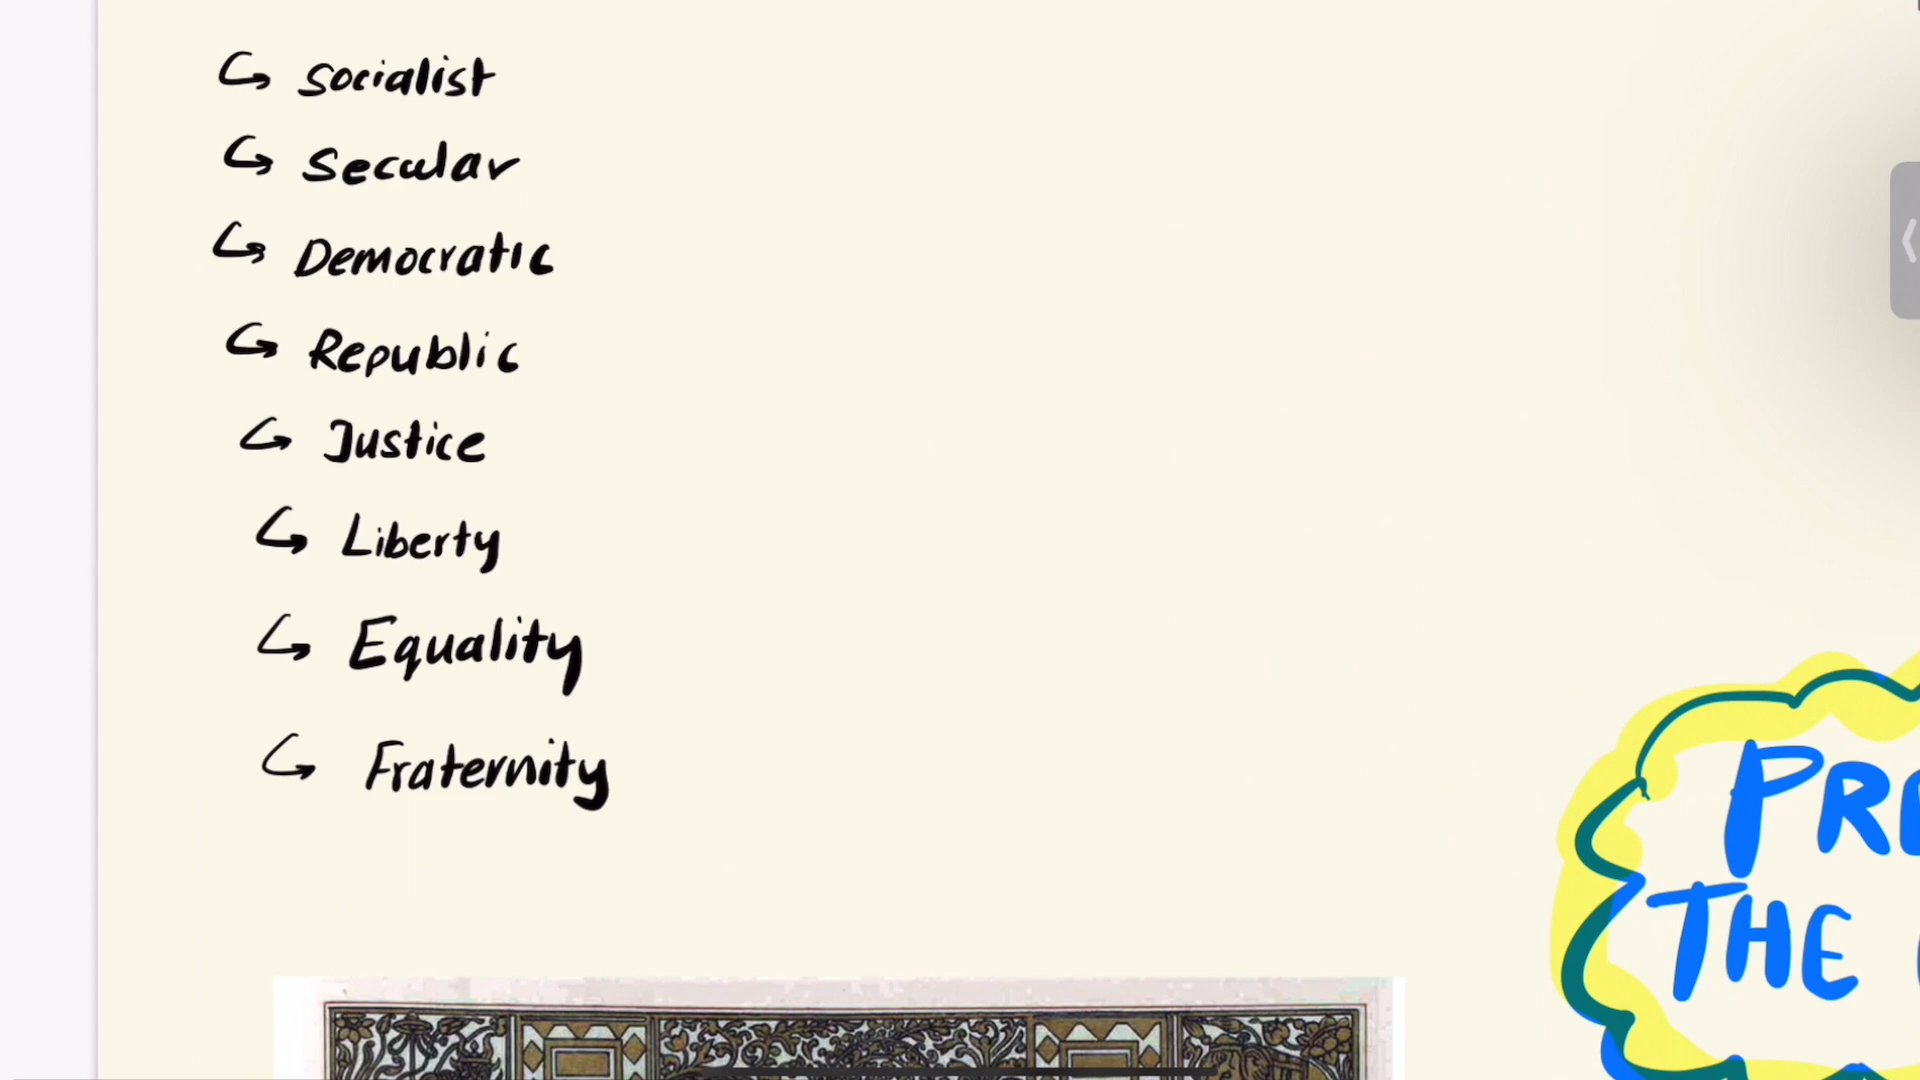 ↪ Socialist
↪ Secular
↪ Democratic
↪ Republic
↪ Justice
↪ Liberty
↪ Equality
↪ Fraternity
THE